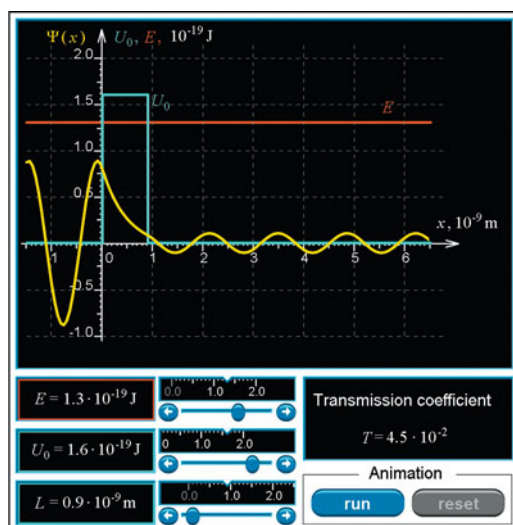 Ψ(x) U₀, E, 10⁻¹⁹ J
2.0
U₀
1.5
E
1.0
0.5
x, 10⁻⁹ m
-1 0 1 2 3 4 5 6
-0.5
-1.0
E = 1.3 · 10⁻¹⁹ J
0.0 1.0 2.0
U₀ = 1.6 · 10⁻¹⁹ J
0 1.0 2.0
L = 0.9 · 10⁻⁹ m
0.0 1.0 2.0
Transmission coefficient
T = 4.5 · 10⁻²
Animation
run reset